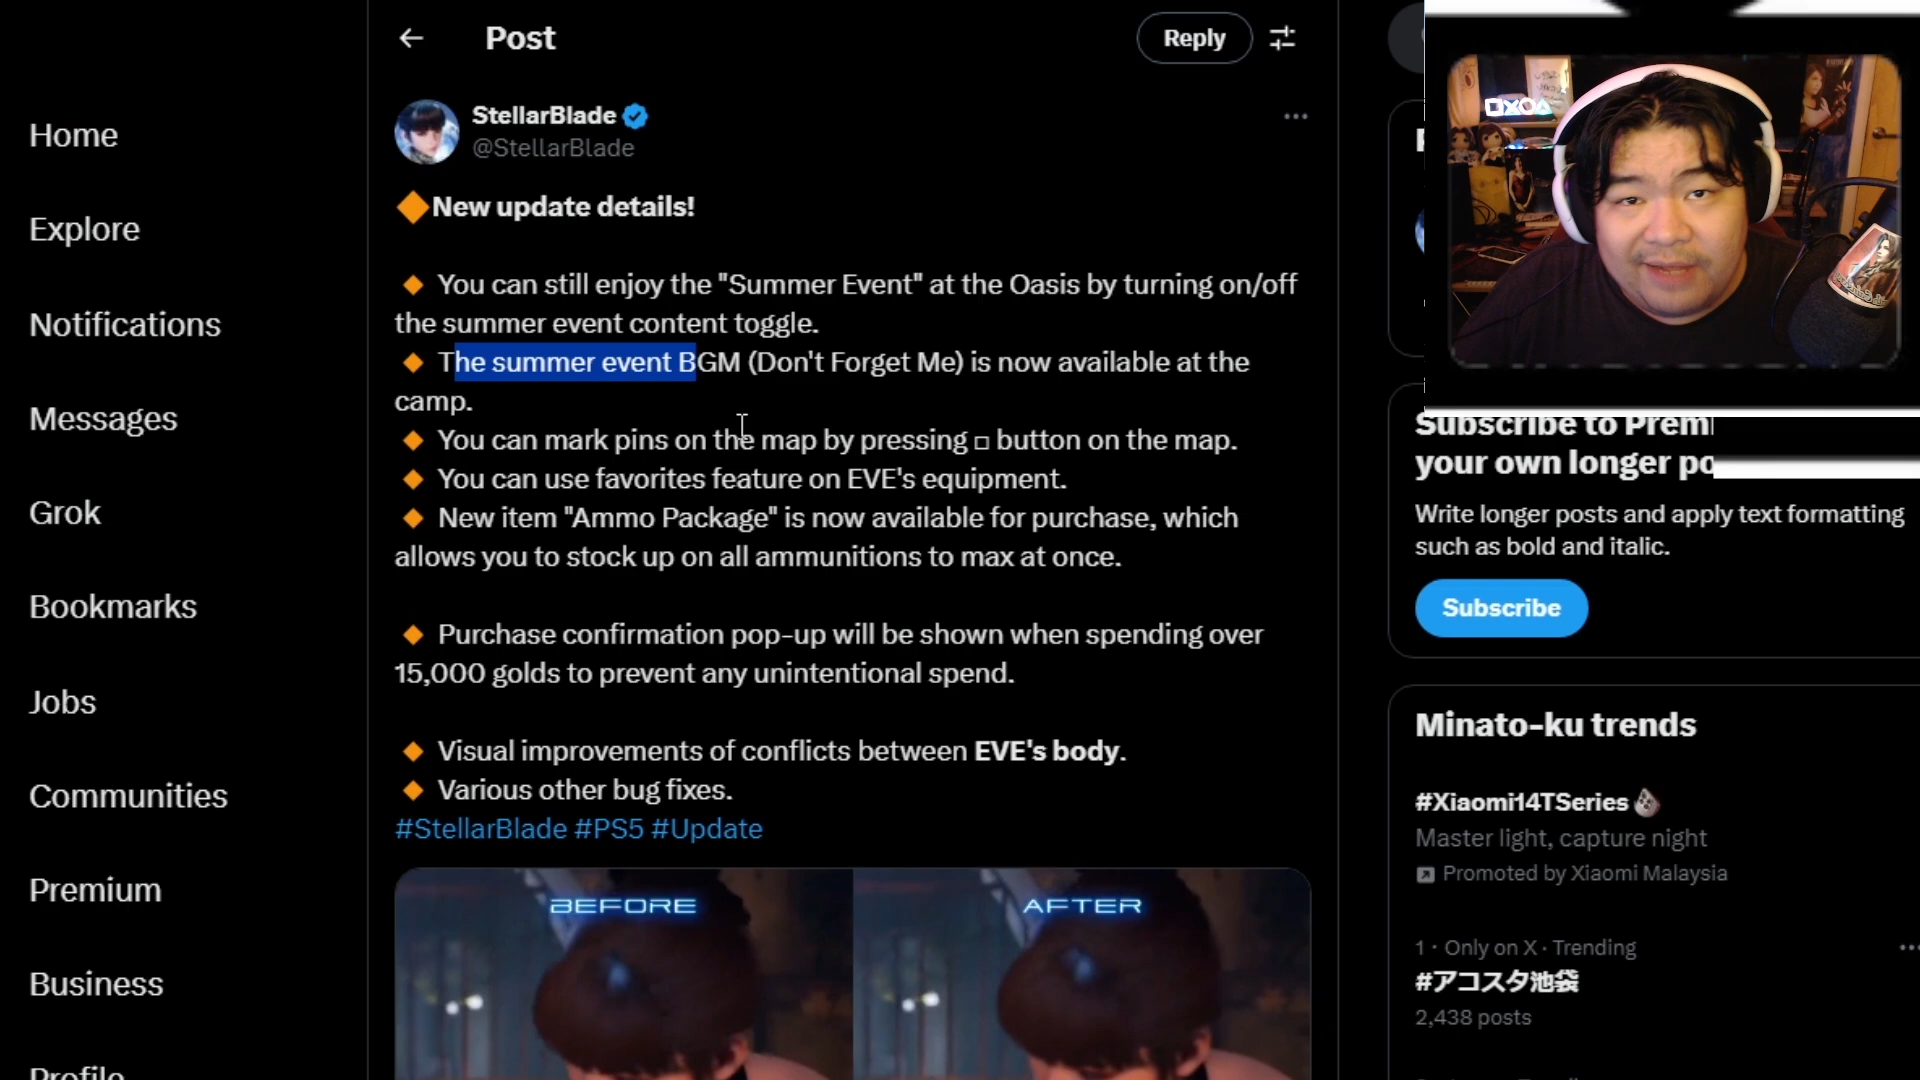 Home
Explore
Notifications
Messages
Grok
Bookmarks
Jobs
Communities
Premium
Business
Profile
Post
Reply
StellarBlade
@StellarBlade
🔶New update details!
🔸 You can still enjoy the "Summer Event" at the Oasis by turning on/off
the summer event content toggle.
🔸 The summer event BGM (Don't Forget Me) is now available at the
camp.
🔸 You can mark pins on the map by pressing □ button on the map.
🔸 You can use favorites feature on EVE's equipment.
🔸 New item "Ammo Package" is now available for purchase, which
allows you to stock up on all ammunitions to max at once.
🔸 Purchase confirmation pop-up will be shown when spending over
15,000 golds to prevent any unintentional spend.
🔸 Visual improvements of conflicts between EVE's body.
🔸 Various other bug fixes.
#StellarBlade #PS5 #Update
BEFORE
AFTER
Subscribe to Premi
your own longer po
Write longer posts and apply text formatting
such as bold and italic.
Subscribe
Minato-ku trends
#Xiaomi14TSeries
Master light, capture night
Promoted by Xiaomi Malaysia
1 · Only on X · Trending
#アコスタ池袋
2,438 posts